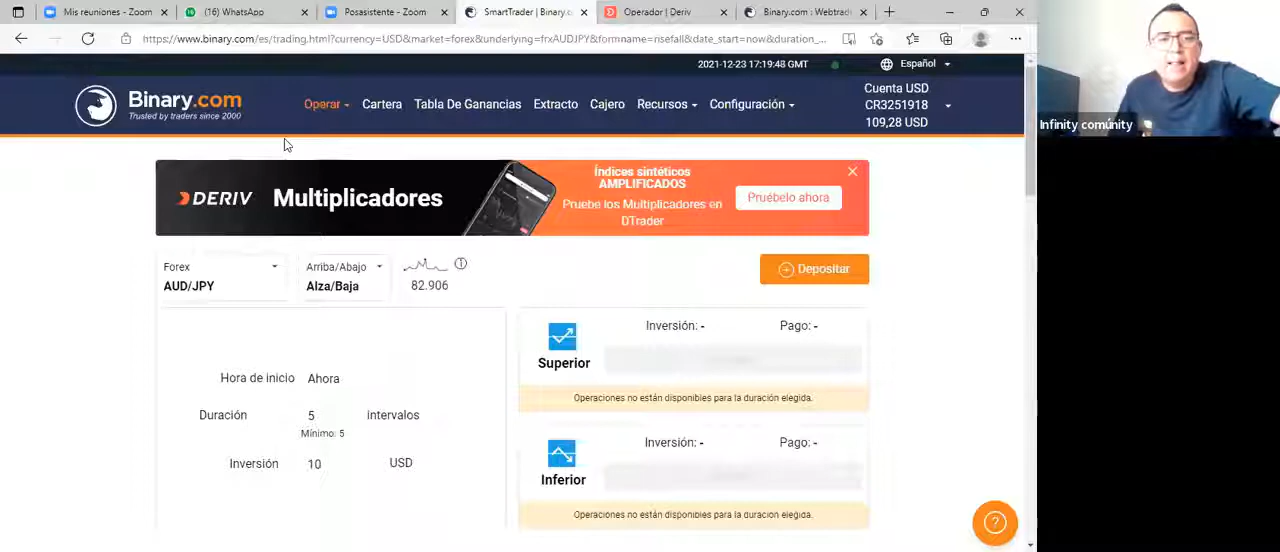 Mis reuniones - Zoom
(16) WhatsApp
Posasistente - Zoom
SmartTrader | Binary.c
Operador | Deriv
Binary.com : Webtrad
https://www.binary.com/es/trading.html?currency=USD&market=forex&underlying=frxAUDJPY&formname=risefall&date_start=now&duration_...
2021-12-23 17:19:48 GMT
Español
Binary.com
Trusted by traders since 2000
Operar
Cartera
Tabla De Ganancias
Extracto
Cajero
Recursos
Configuración
Cuenta USD
CR3251918
109,28 USD
Infinity comúnity
DERIV
Multiplicadores
Índices sintéticos
AMPLIFICADOS
Pruebe los Multiplicadores en
DTrader
Pruébelo ahora
Forex
AUD/JPY
Arriba/Abajo
Alza/Baja
82.906
Depositar
Hora de inicio Ahora
Duración 5 intervalos
Mínimo: 5
Inversión 10 USD
Superior
Inversión: -
Pago: -
Operaciones no están disponibles para la duración elegida.
Inferior
Inversión: -
Pago: -
Operaciones no están disponibles para la duración elegida.